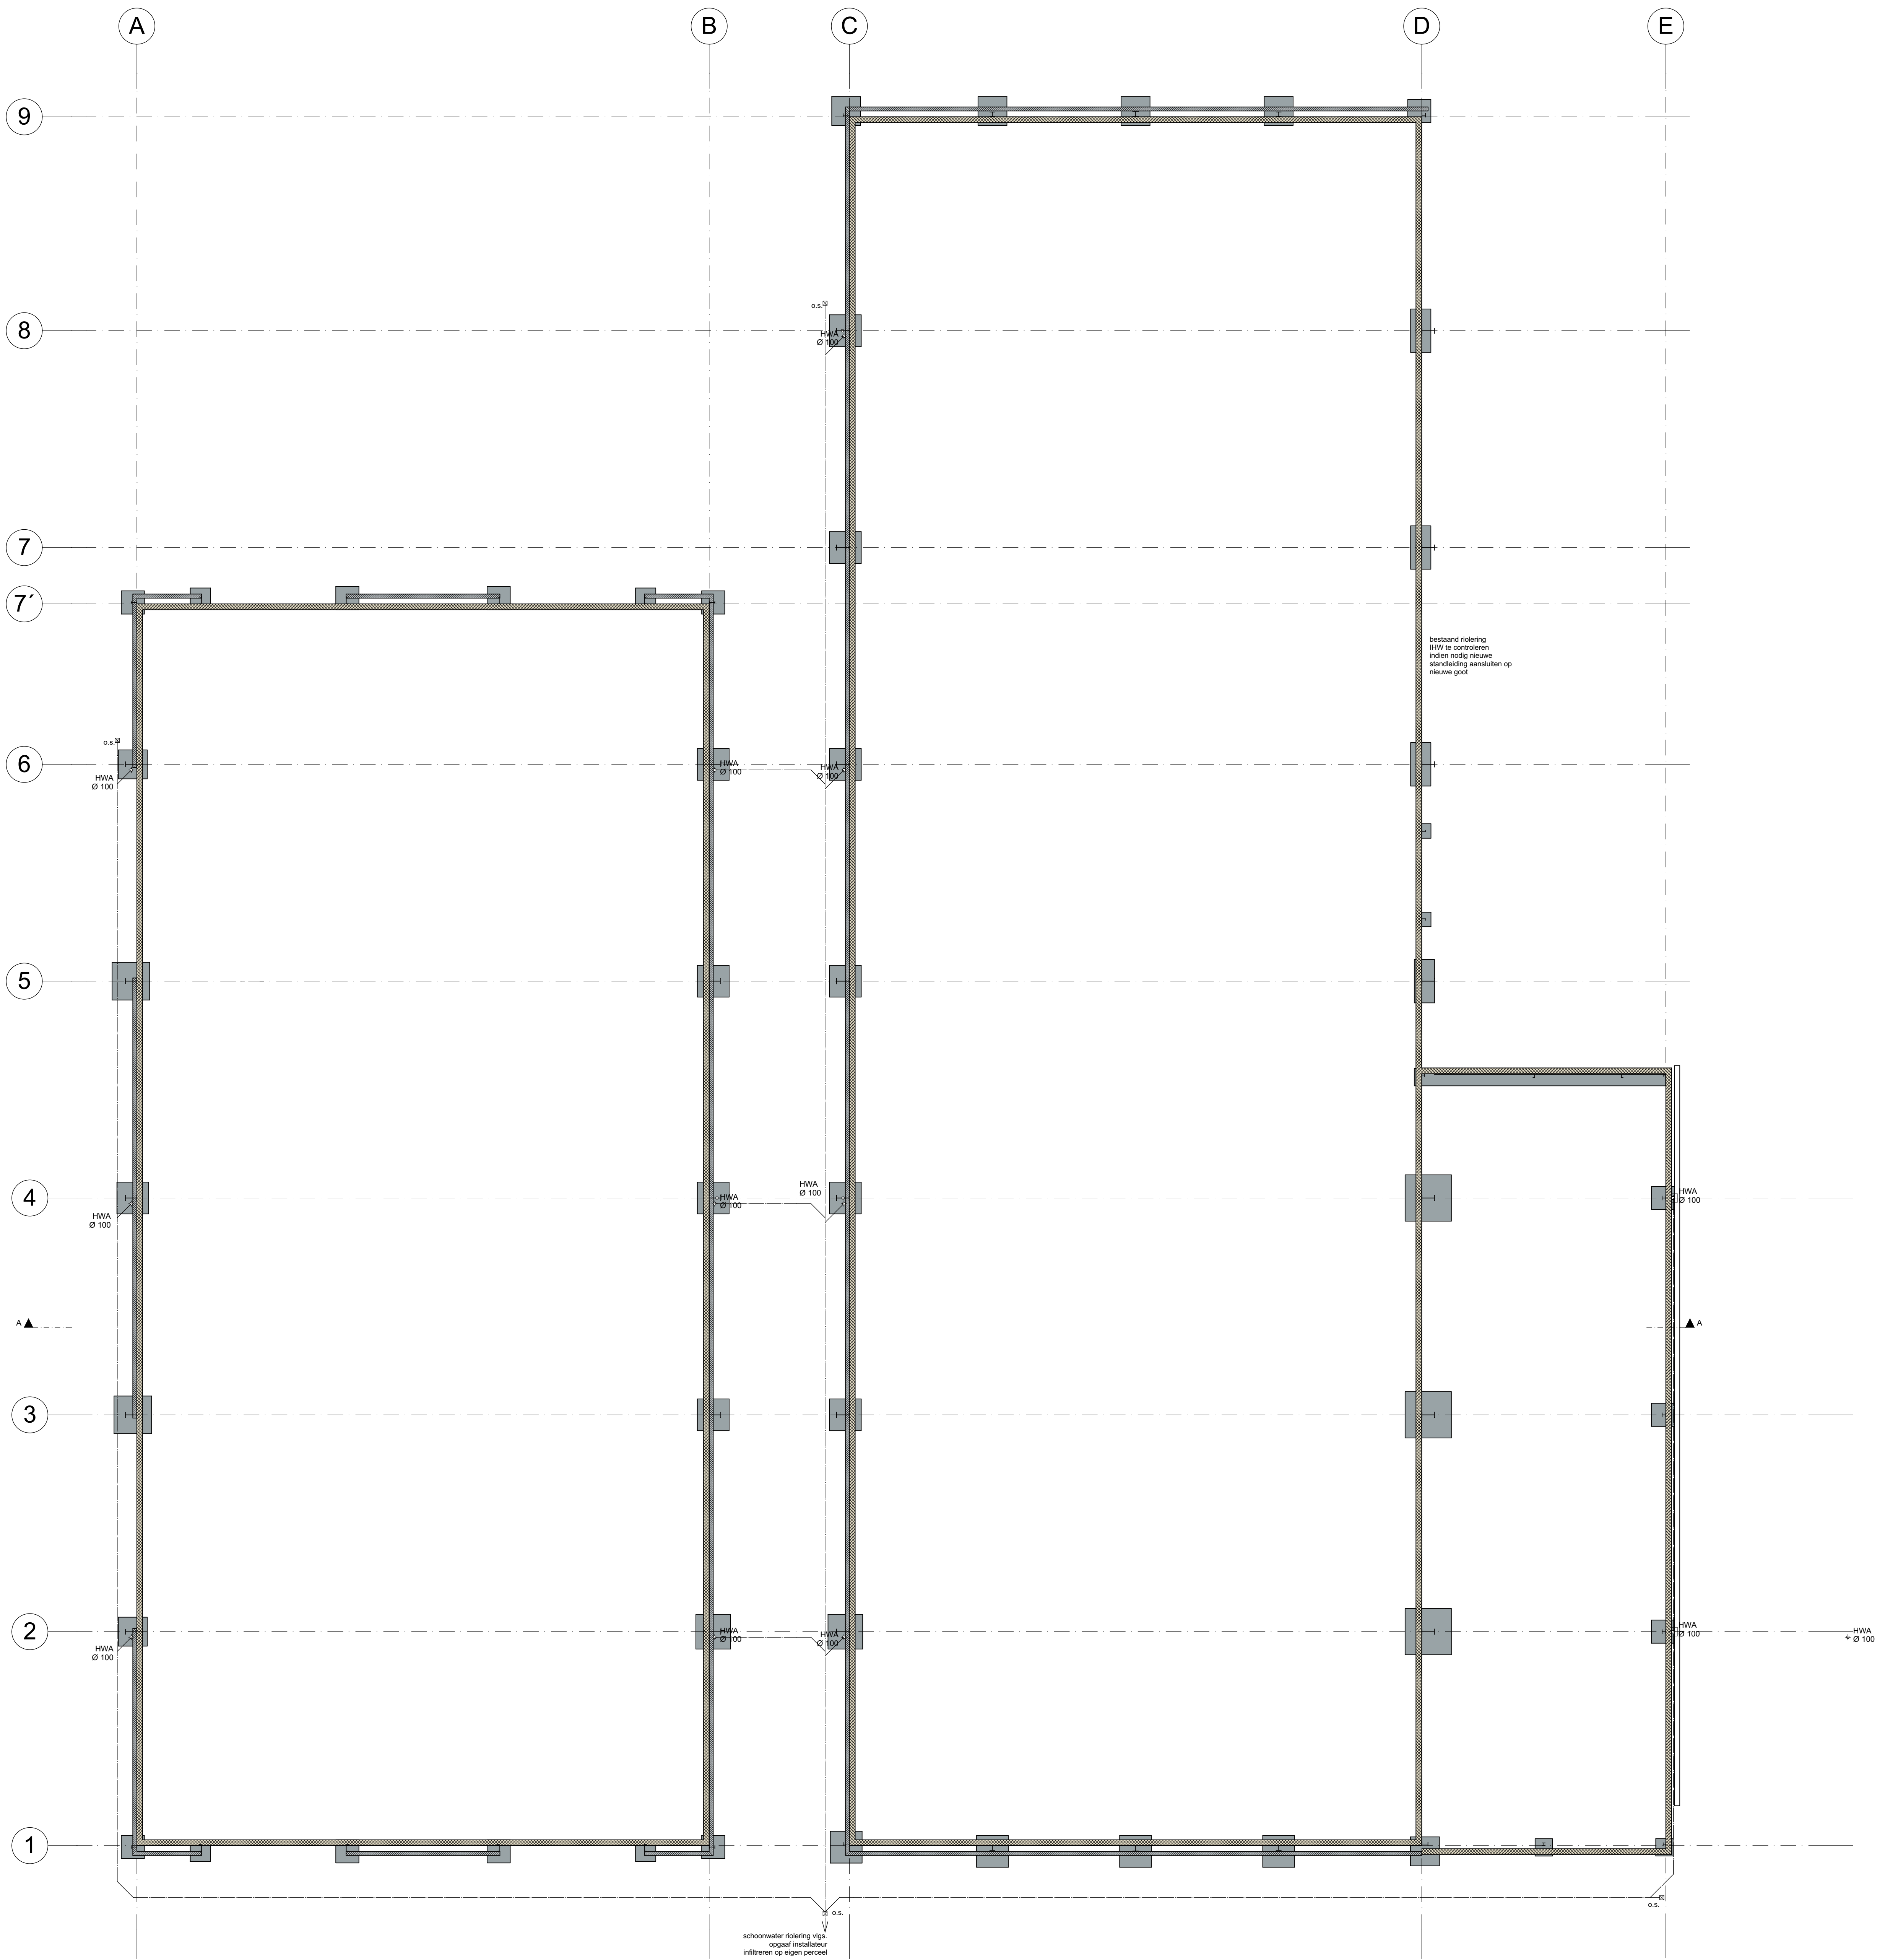 A
B
C
D
E
9
o.s.
8
HWA
Ø 100
7
7´
bestaand riolering
IHW te controleren
indien nodig nieuwe
standleiding aansluiten op
nieuwe goot
o.s.
6
HWA
Ø 100
HWA
Ø 100
HWA
Ø 100
5
4
HWA
Ø 100
HWA
Ø 100
HWA
Ø 100
HWA
Ø 100
A
A
3
2
HWA
Ø 100
HWA
Ø 100
HWA
Ø 100
HWA
Ø 100
HWA
Ø 100
1
o.s.
o.s.
schoonwater riolering vlgs.
opgaaf installateur
infiltreren op eigen perceel